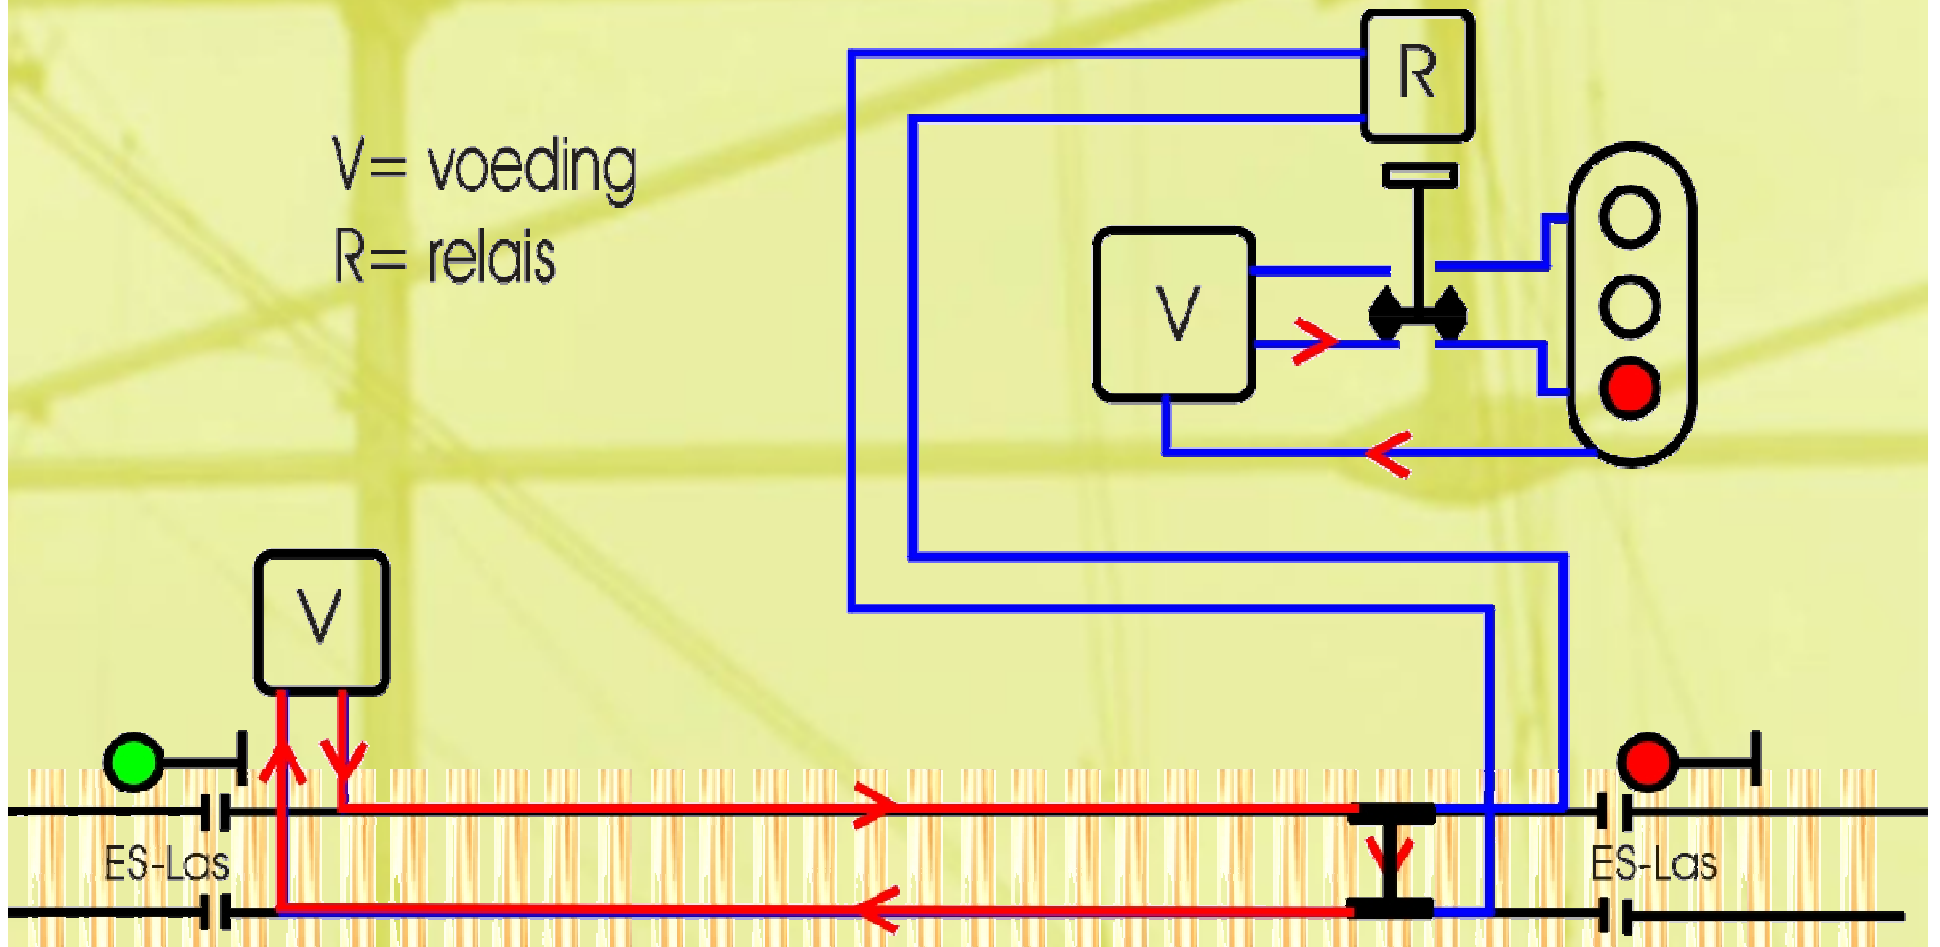 R
V= voeding
R= relais
V
V
ES-Las
ES-Las